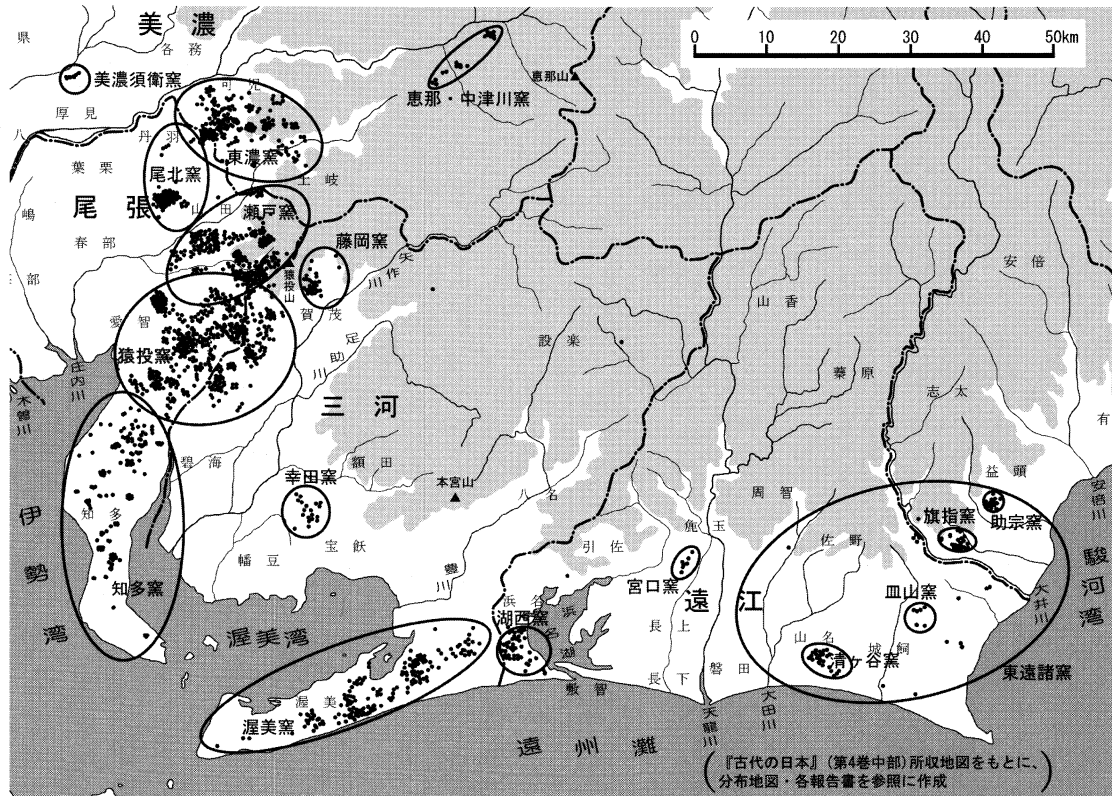 美濃
県
各務
0 10 20 30 40 50km
美濃須衛窯
恵那・中津川窯
恵那山
可児
厚見
八
丹羽
葉栗
東濃窯
尾北窯
土岐
尾張
山田
瀬戸窯
嶋
春部
部
藤岡窯
矢作川
猿投山
賀茂
愛智
猿投窯
足助川
庄内川
木曽川
設楽
山香
安倍
藁原
志太
有
三河
碧海
額田
幸田窯
本宮山
八名
周智
益頭
安倍川
旗指窯
助宗窯
伊勢湾
知多
知多窯
幡豆
宝飫
豊川
引佐
麁玉
宮口窯
遠江
佐野
皿山窯
大井川
駿河湾
渥美湾
浜名
湖西窯
浜名湖
長上
山名
城飼
清ヶ谷窯
東遠諸窯
渥美
渥美窯
敷智
長下
磐田
天龍川
大田川
遠州灘
『古代の日本』(第4巻中部)所収地図をもとに、
分布地図・各報告書を参照に作成